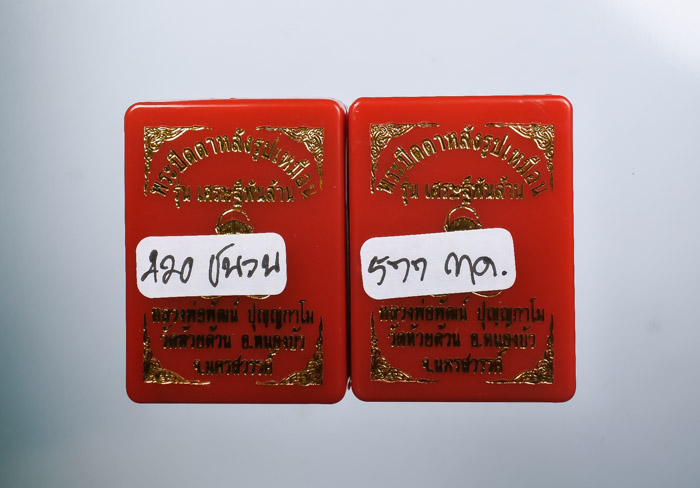 พระปิดตาหลังรูปเหมือน
รุ่น เศรษฐีพันล้าน
ชนวน
หลวงพ่อพัฒน์ ปุญญกาโม
วัดห้วยด้วน อ.หนองบัว
จ.นครสวรรค์
พระปิดตาหลังรูปเหมือน
รุ่น เศรษฐีพันล้าน
577 ทด.
หลวงพ่อพัฒน์ ปุญญกาโม
วัดห้วยด้วน อ.หนองบัว
จ.นครสวรรค์